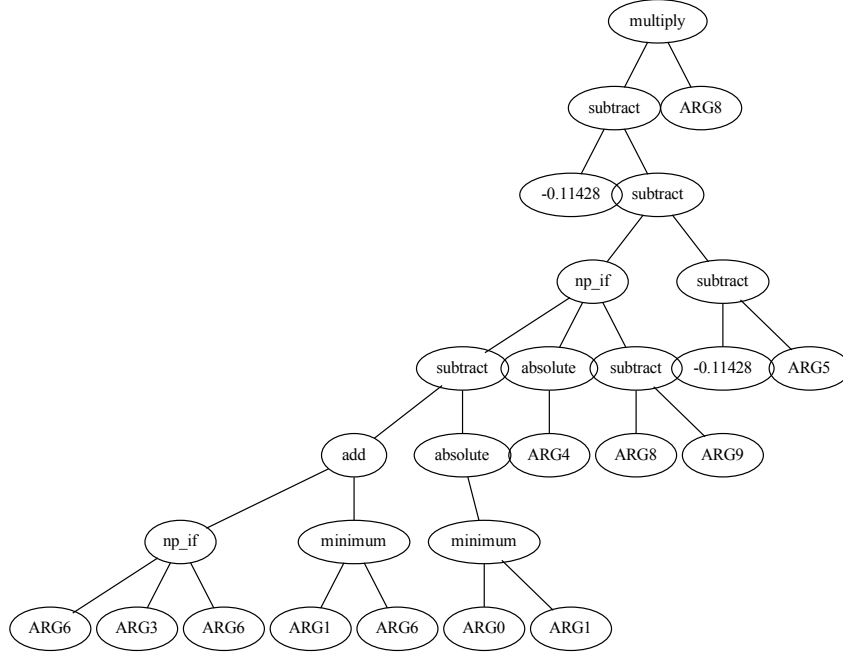 multiply
subtract ARG8
-0.11428 subtract
np_if subtract
subtract absolute subtract -0.11428 ARG5
add absolute ARG4 ARG8 ARG9
np_if minimum minimum
ARG6 ARG3 ARG6 ARG1 ARG6 ARG0 ARG1